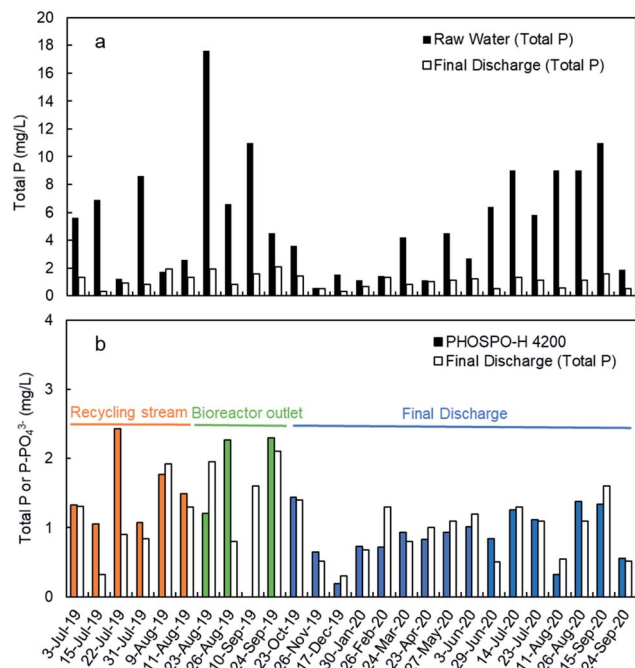 a
Raw Water (Total P)
Final Discharge (Total P)
Total P (mg/L)
20
18
16
14
12
10
8
6
4
2
0
b
PHOSPO-H 4200
Final Discharge (Total P)
Total P or P-PO₄³⁻ (mg/L)
4
3
2
1
0
Recycling stream
Bioreactor outlet
Final Discharge
3-Jul-19
15-Jul-19
22-Jul-19
31-Jul-19
9-Aug-19
11-Aug-19
23-Aug-19
26-Aug-19
10-Sep-19
24-Sep-19
23-Oct-19
26-Nov-19
17-Dec-19
30-Jan-20
26-Feb-20
24-Mar-20
23-Apr-20
27-May-20
3-Jun-20
29-Jun-20
14-Jul-20
23-Jul-20
11-Aug-20
25-Aug-20
15-Sep-20
24-Sep-20